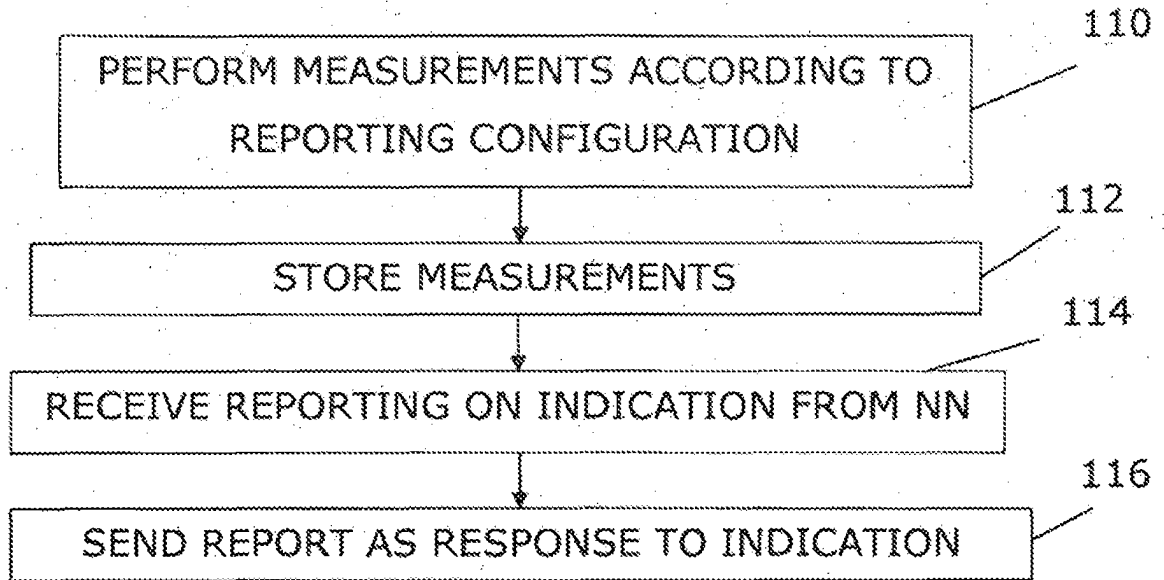 110
PERFORM MEASUREMENTS ACCORDING TO
REPORTING CONFIGURATION
112
STORE MEASUREMENTS
114
RECEIVE REPORTING ON INDICATION FROM NN
116
SEND REPORT AS RESPONSE TO INDICATION